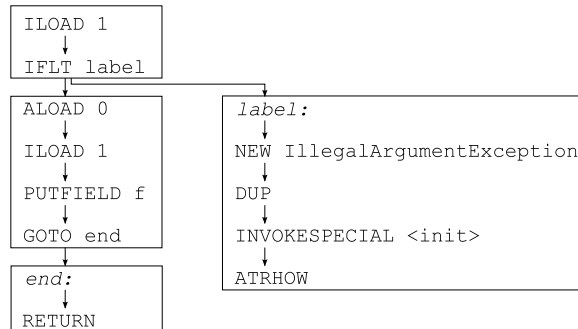 ILOAD 1
IFLT label
ALOAD 0
ILOAD 1
PUTFIELD f
GOTO end
end:
RETURN
label:
NEW IllegalArgumentException
DUP
INVOKESPECIAL <init>
ATRHOW